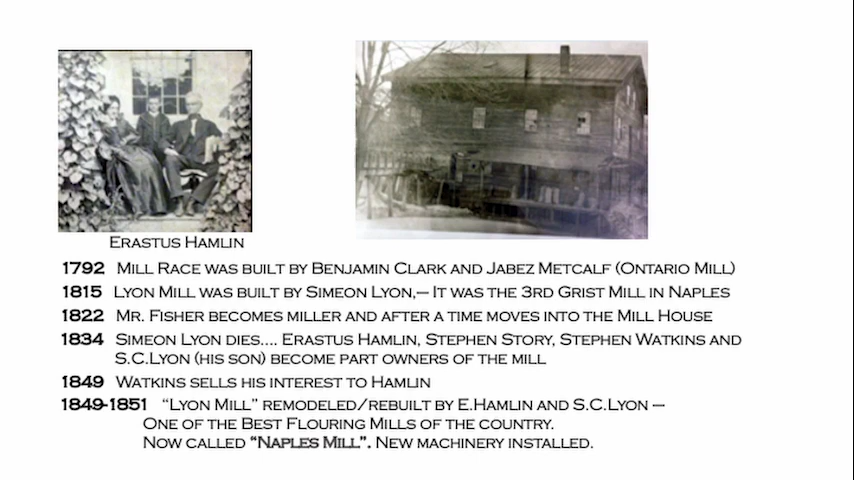 Erastus Hamlin
1792 Mill Race was built by Benjamin Clark and Jabez Metcalf (Ontario Mill)
1815 Lyon Mill was built by Simeon Lyon,— It was the 3rd Grist Mill in Naples
1822 Mr. Fisher becomes miller and after a time moves into the Mill House
1834 Simeon Lyon dies.... Erastus Hamlin, Stephen Story, Stephen Watkins and
S.C.Lyon (his son) become part owners of the mill
1849 Watkins sells his interest to Hamlin
1849-1851 “Lyon Mill” remodeled/rebuilt by E.Hamlin and S.C.Lyon —
One of the Best Flouring Mills of the country.
Now called “Naples Mill”. New machinery installed.